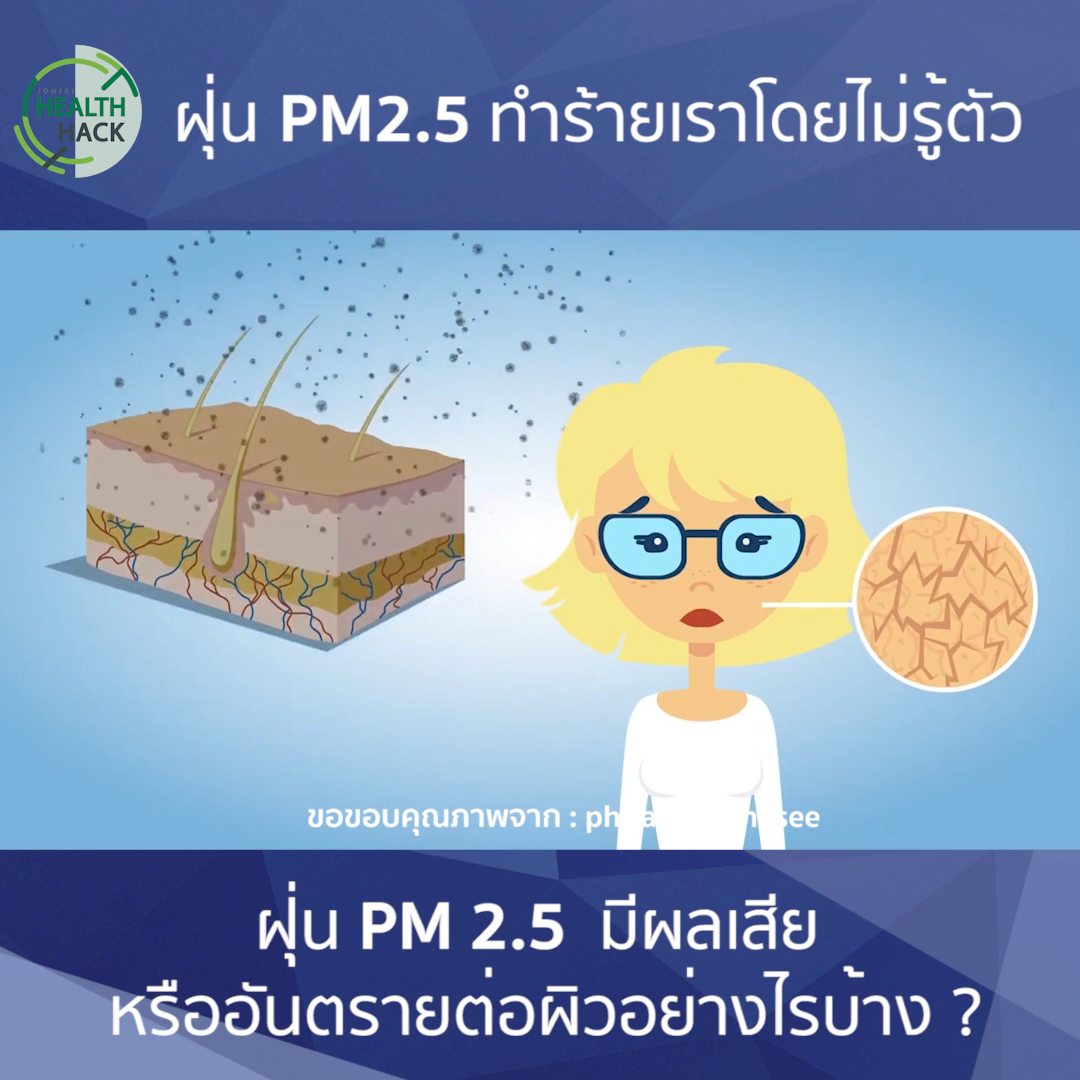 HEALTH
HACK
ฝุ่น PM2.5 ทำร้ายเราโดยไม่รู้ตัว
ขอขอบคุณภาพจาก :
ฝุ่น PM 2.5 มีผลเสีย
หรืออันตรายต่อผิวอย่างไรบ้าง ?